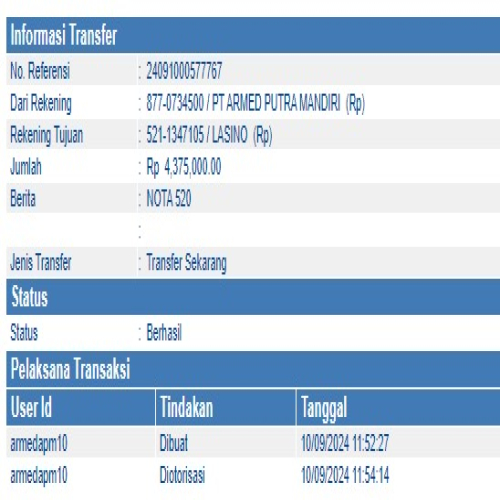 Informasi Transfer
No. Referensi : 24091000577767
Dari Rekening : 877-0734500 / PT ARMED PUTRA MANDIRI (Rp)
Rekening Tujuan : 521-1347105 / LASINO (Rp)
Jumlah : Rp 4,375,000.00
Berita : NOTA 520
:
Jenis Transfer : Transfer Sekarang
Status
Status : Berhasil
Pelaksana Transaksi
User Id Tindakan Tanggal
armedapm10 Dibuat 10/09/2024 11:52:27
armedapm10 Diotorisasi 10/09/2024 11:54:14